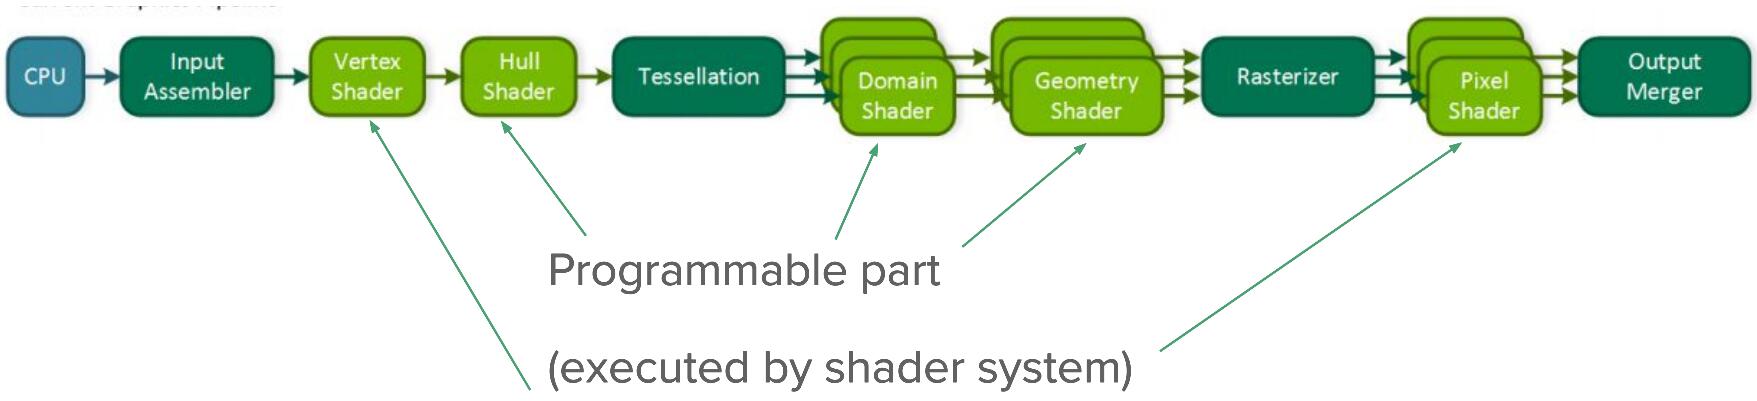 CPU
Input
Assembler
Vertex
Shader
Hull
Shader
Tessellation
Domain
Shader
Geometry
Shader
Rasterizer
Pixel
Shader
Output
Merger
Programmable part
(executed by shader system)